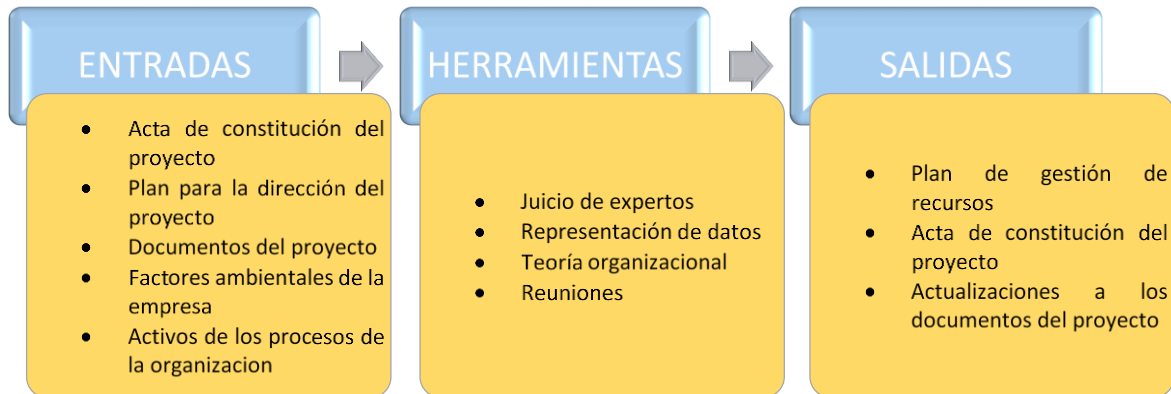 ENTRADAS
• Acta de constitución del
proyecto
• Plan para la dirección del
proyecto
• Documentos del proyecto
• Factores ambientales de la
empresa
• Activos de los procesos de
la organizacion
HERRAMIENTAS
• Juicio de expertos
• Representación de datos
• Teoría organizacional
• Reuniones
SALIDAS
• Plan de gestión de
recursos
• Acta de constitución del
proyecto
• Actualizaciones a los
documentos del proyecto